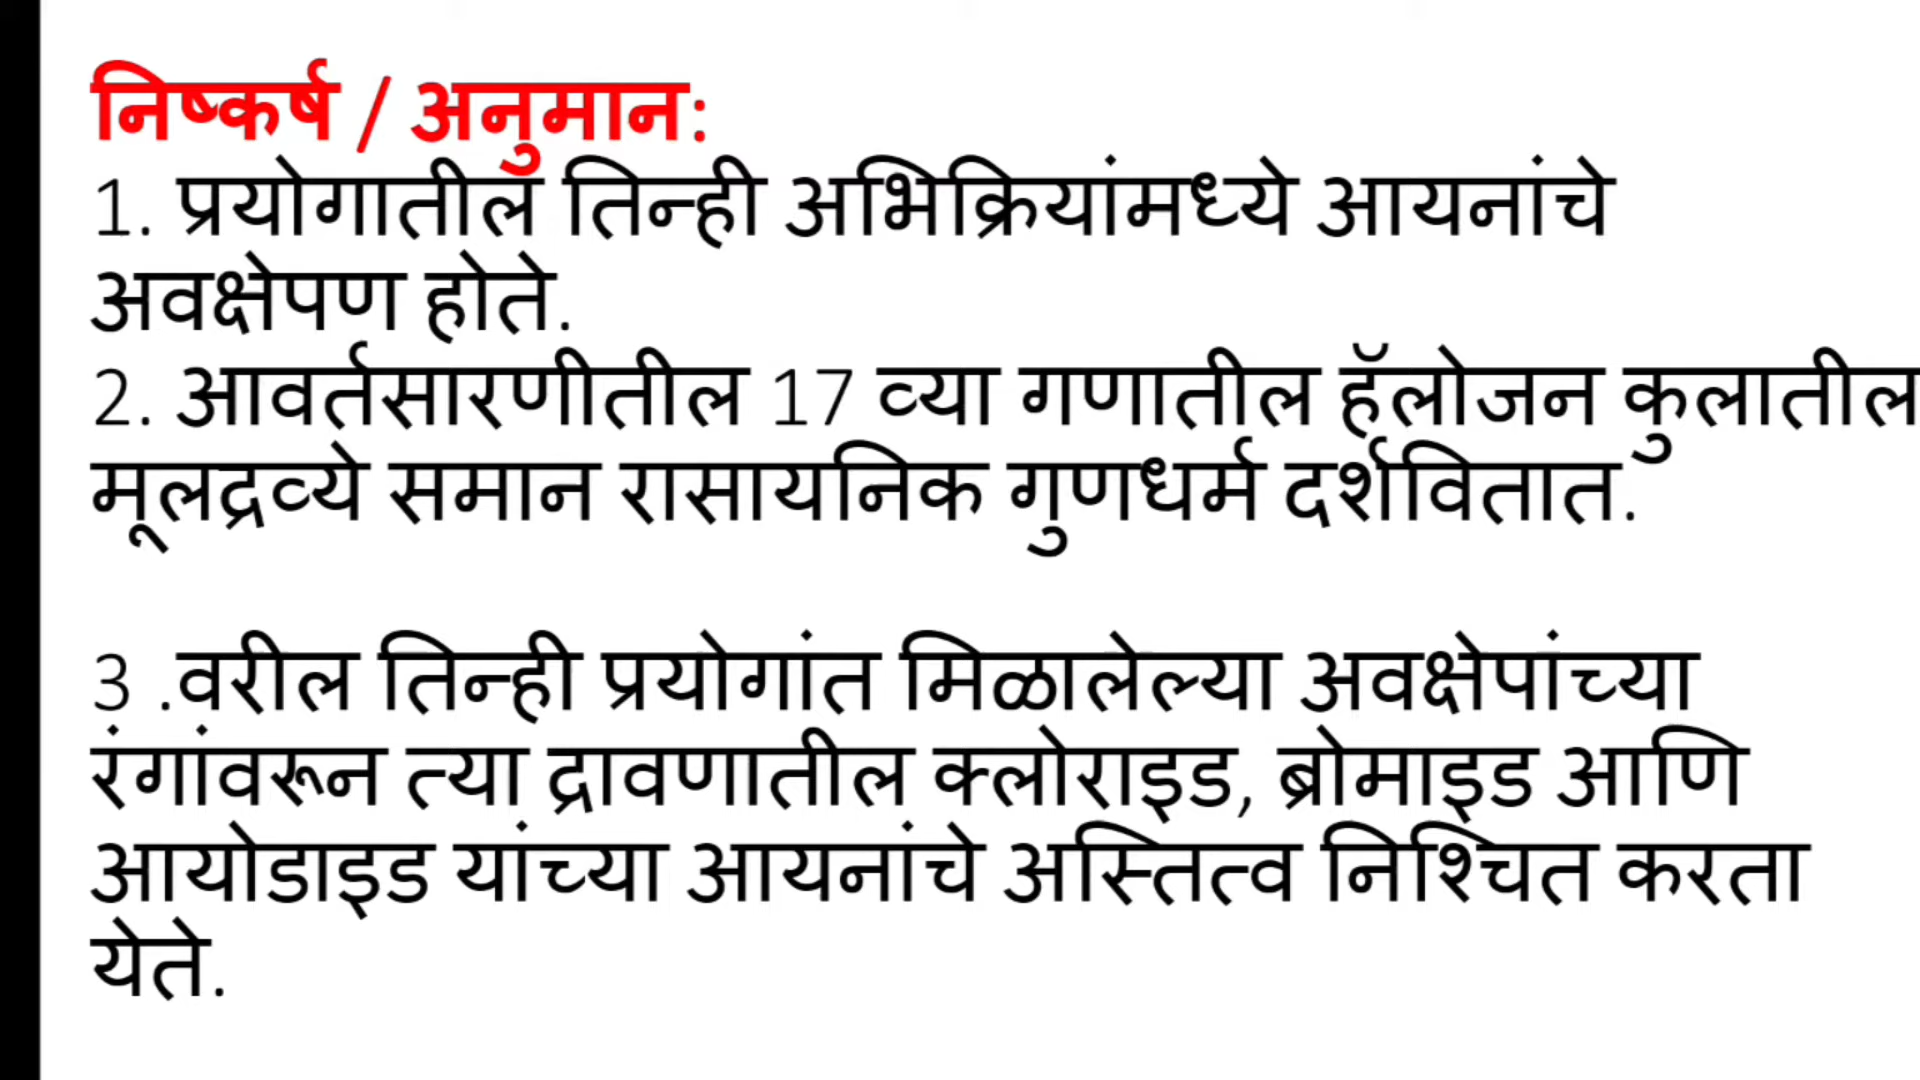 निष्कर्ष / अनुमान:
1. प्रयोगातील तिन्ही अभिक्रियांमध्ये आयनांचे
अवक्षेपण होते.
2. आवर्तसारणीतील 17 व्या गणातील हॅलोजन कुलातील
मूलद्रव्ये समान रासायनिक गुणधर्म दर्शवितात.
3 .वरील तिन्ही प्रयोगांत मिळालेल्या अवक्षेपांच्या
रंगांवरून त्या द्रावणातील क्लोराइड, ब्रोमाइड आणि
आयोडाइड यांच्या आयनांचे अस्तित्व निश्चित करता
येते.